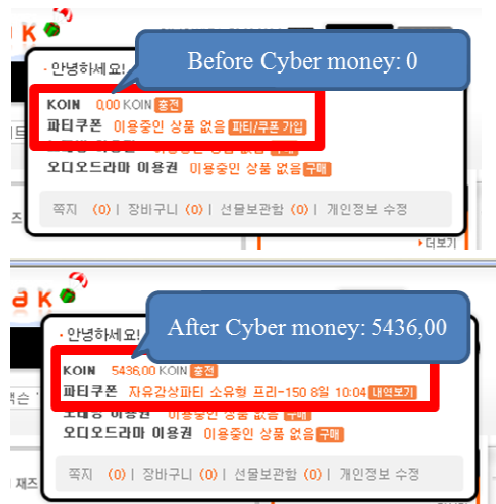 K
Before Cyber money: 0
· 안녕하세요!
KOIN 0,00 KOIN 충전
파티쿠폰 이용중인 상품 없음 파티/쿠폰 가입
오디오드라마 이용권 이용중인 상품 없음 구매
쪽지 (0) | 장바구니 (0) | 선물보관함 (0) | 개인정보 수정
더보기
a K
After Cyber money: 5436,00
· 안녕하세요!
KOIN 5436,00 KOIN 충전
파티쿠폰 자유감상파티 소유형 프리-150 8일 10:04 내역보기
오디오드라마 이용권 이용중인 상품 없음 구매
쪽지 (0) | 장바구니 (0) | 선물보관함 (0) | 개인정보 수정
재즈